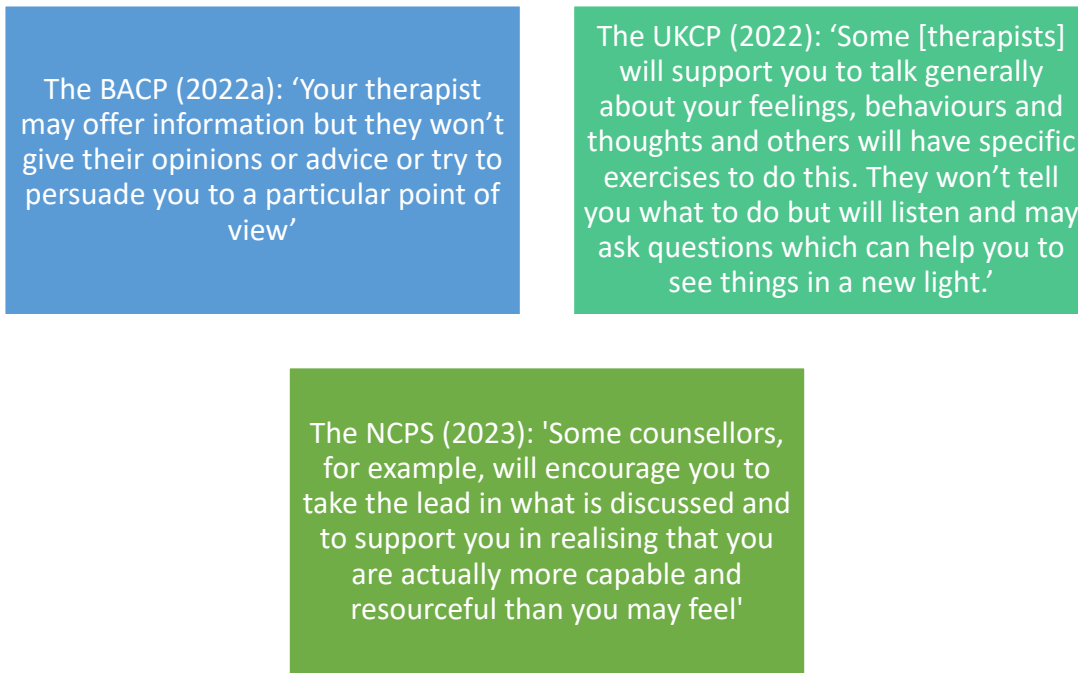 The BACP (2022a): ‘Your therapist
may offer information but they won’t
give their opinions or advice or try to
persuade you to a particular point of
view’
The UKCP (2022): ‘Some [therapists]
will support you to talk generally
about your feelings, behaviours and
thoughts and others will have specific
exercises to do this. They won’t tell
you what to do but will listen and may
ask questions which can help you to
see things in a new light.’
The NCPS (2023): 'Some counsellors,
for example, will encourage you to
take the lead in what is discussed and
to support you in realising that you
are actually more capable and
resourceful than you may feel'